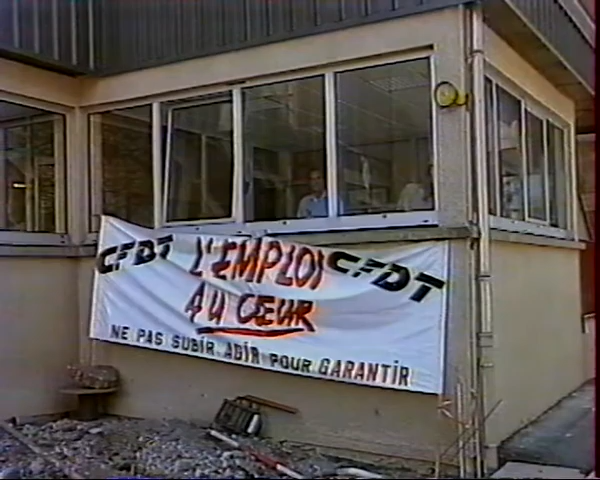 CFDT L'EMPLOI CFDT
AU CŒUR
NE PAS SUBIR. AGIR POUR GARANTIR